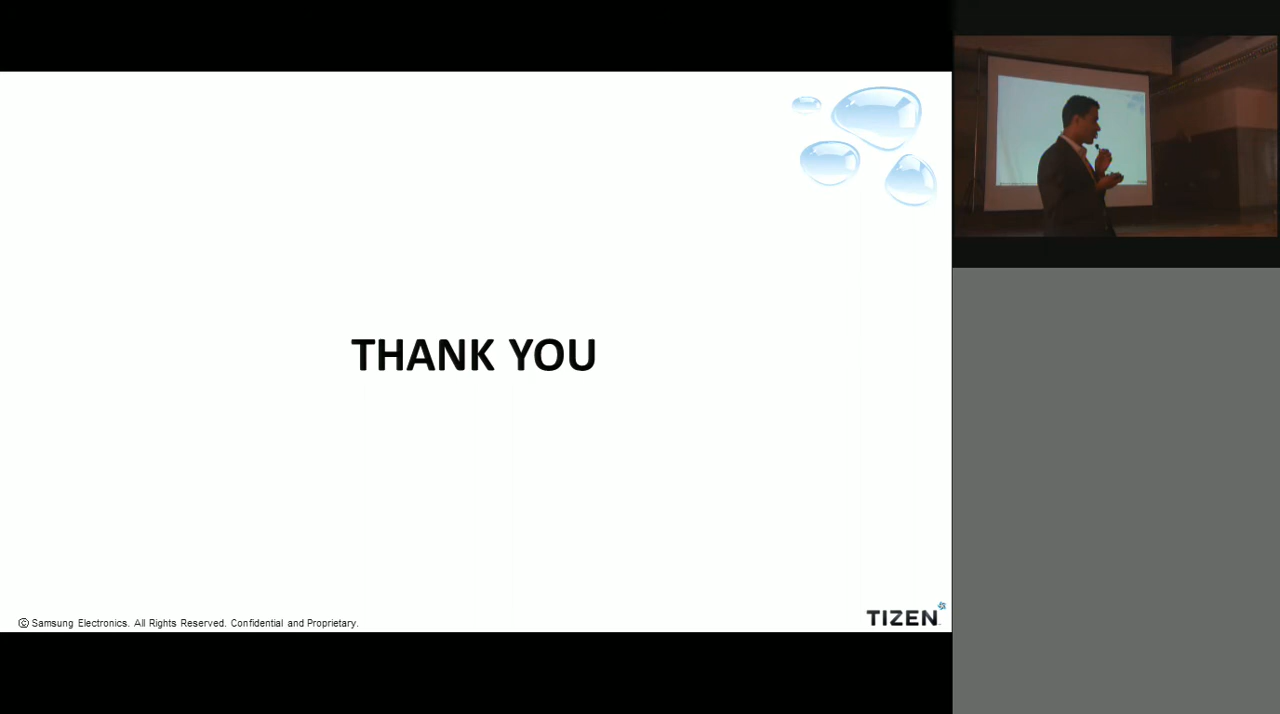 THANK YOU
© Samsung Electronics. All Rights Reserved. Confidential and Proprietary.
TIZEN